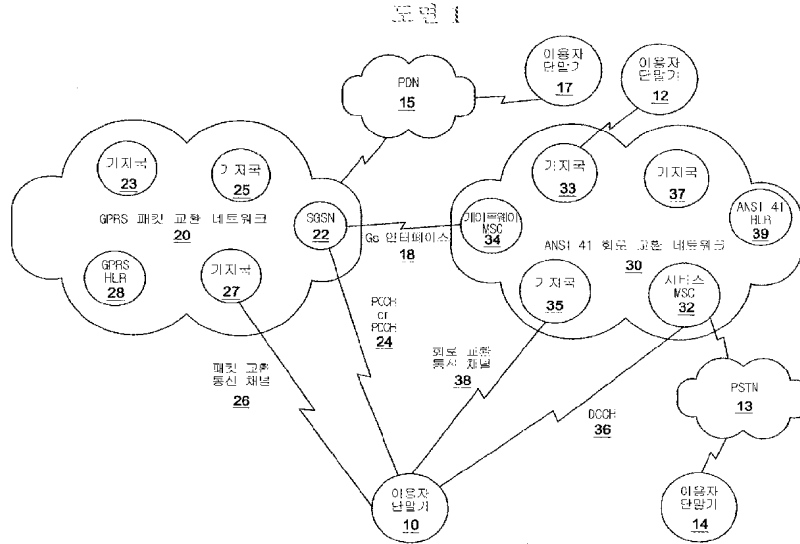 도면 1
PDN
15
이용자
단말기
17
이용자
단말기
12
기지국
23
기지국
25
GPRS 패킷 교환 네트워크
20
SGSN
22
GPRS
HLR
28
기지국
27
Gs 인터페이스
18
게이트웨이
MSC
34
기지국
33
기지국
37
ANSI 41
HLR
39
ANSI 41 회로 교환 네트워크
30
기지국
35
서비스
MSC
32
PCCH
or
PDCH
24
패킷 교환
통신 채널
26
회로 교환
통신 채널
38
DCCH
36
PSTN
13
이용자
단말기
10
이용자
단말기
14